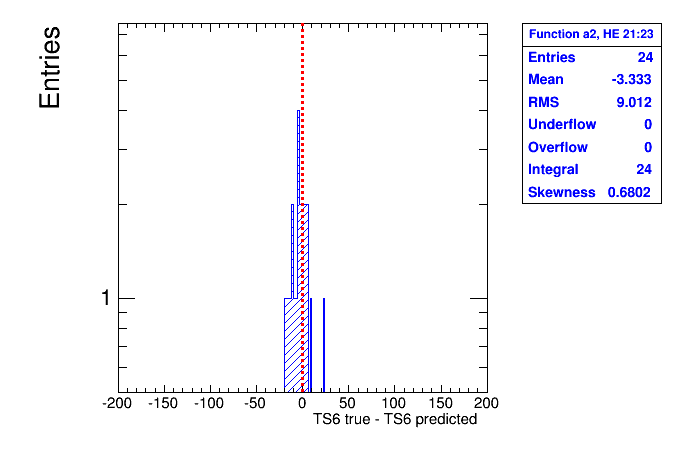 Entries
1
-200 -150 -100 -50 0 50 100 150 200
TS6 true - TS6 predicted
Function a2, HE 21:23
Entries 24
Mean -3.333
RMS 9.012
Underflow 0
Overflow 0
Integral 24
Skewness 0.6802